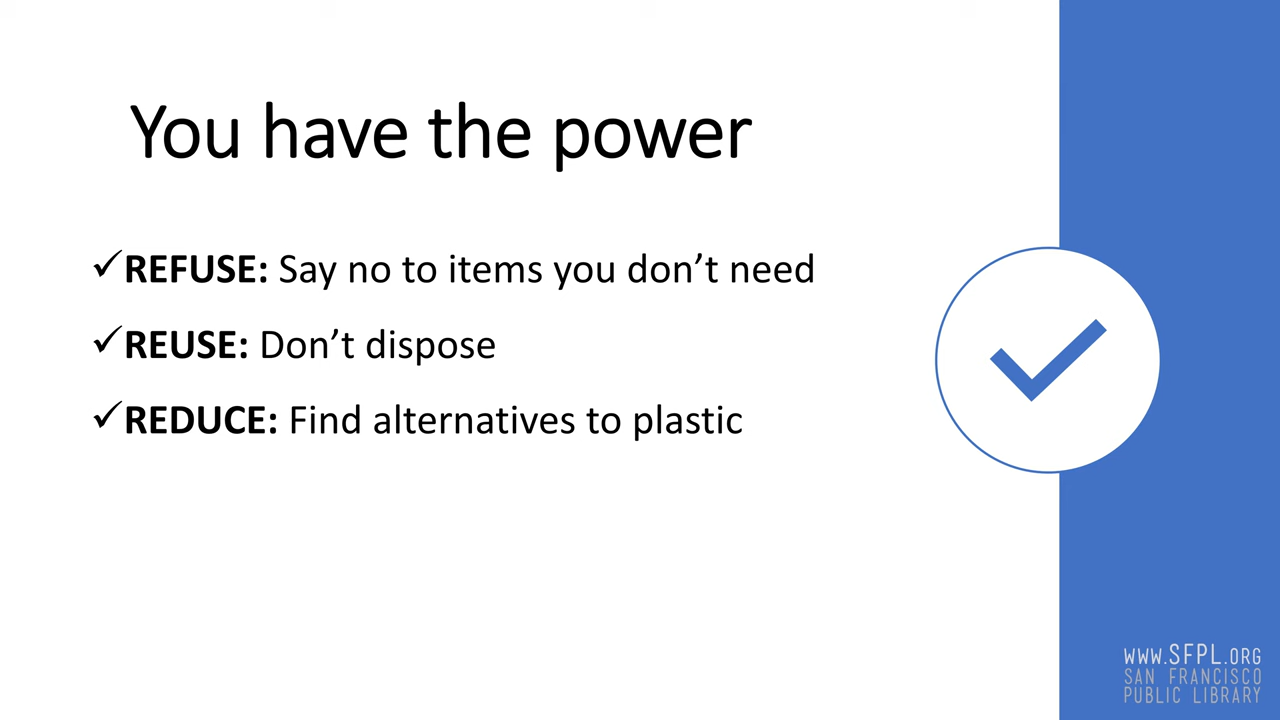 You have the power
✓REFUSE: Say no to items you don’t need
✓REUSE: Don’t dispose
✓REDUCE: Find alternatives to plastic
WWW.SFPL.ORG
SAN FRANCISCO
PUBLIC LIBRARY